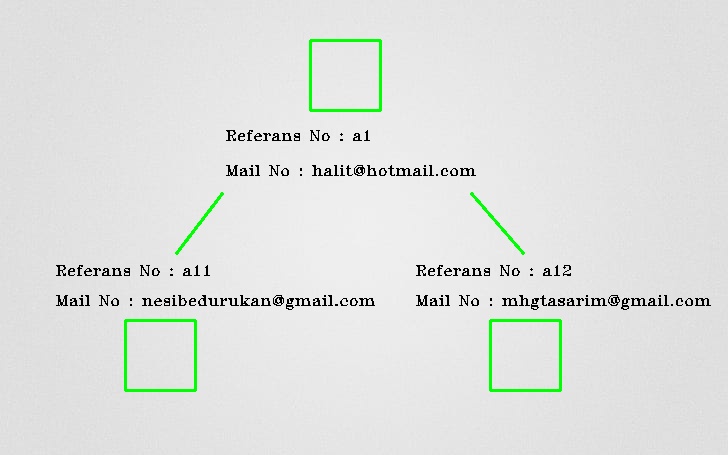 Referans No : a1
Mail No : halit@hotmail.com
Referans No : a11
Mail No : nesibedurukan@gmail.com
Referans No : a12
Mail No : mhgtasarim@gmail.com